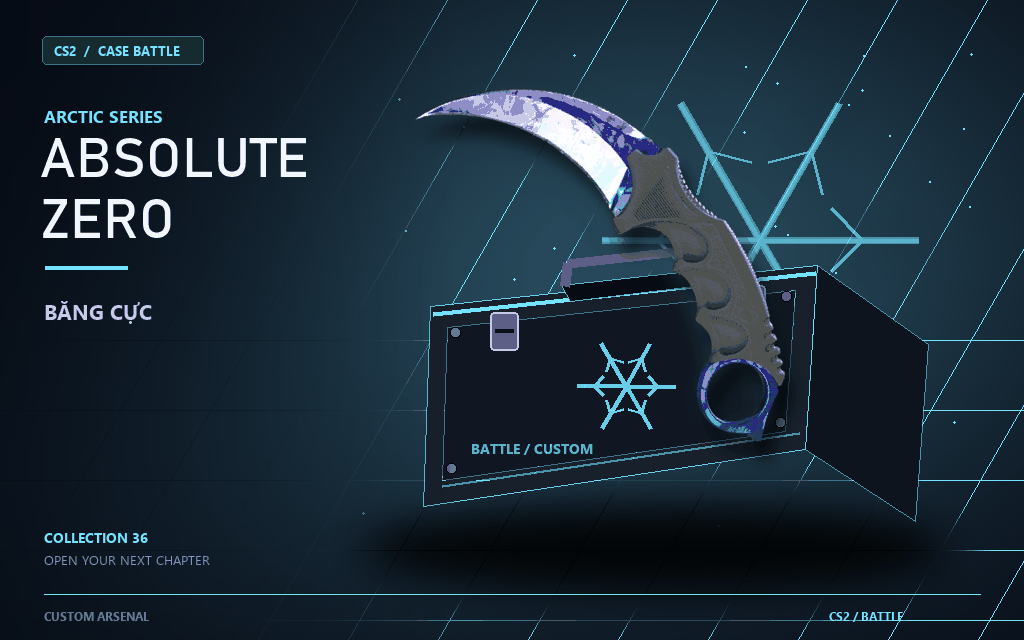 CS2 / CASE BATTLE
ARCTIC SERIES
ABSOLUTE
ZERO
BĂNG CỰC
BATTLE / CUSTOM
COLLECTION 36
OPEN YOUR NEXT CHAPTER
CUSTOM ARSENAL
CS2 / BATTLE